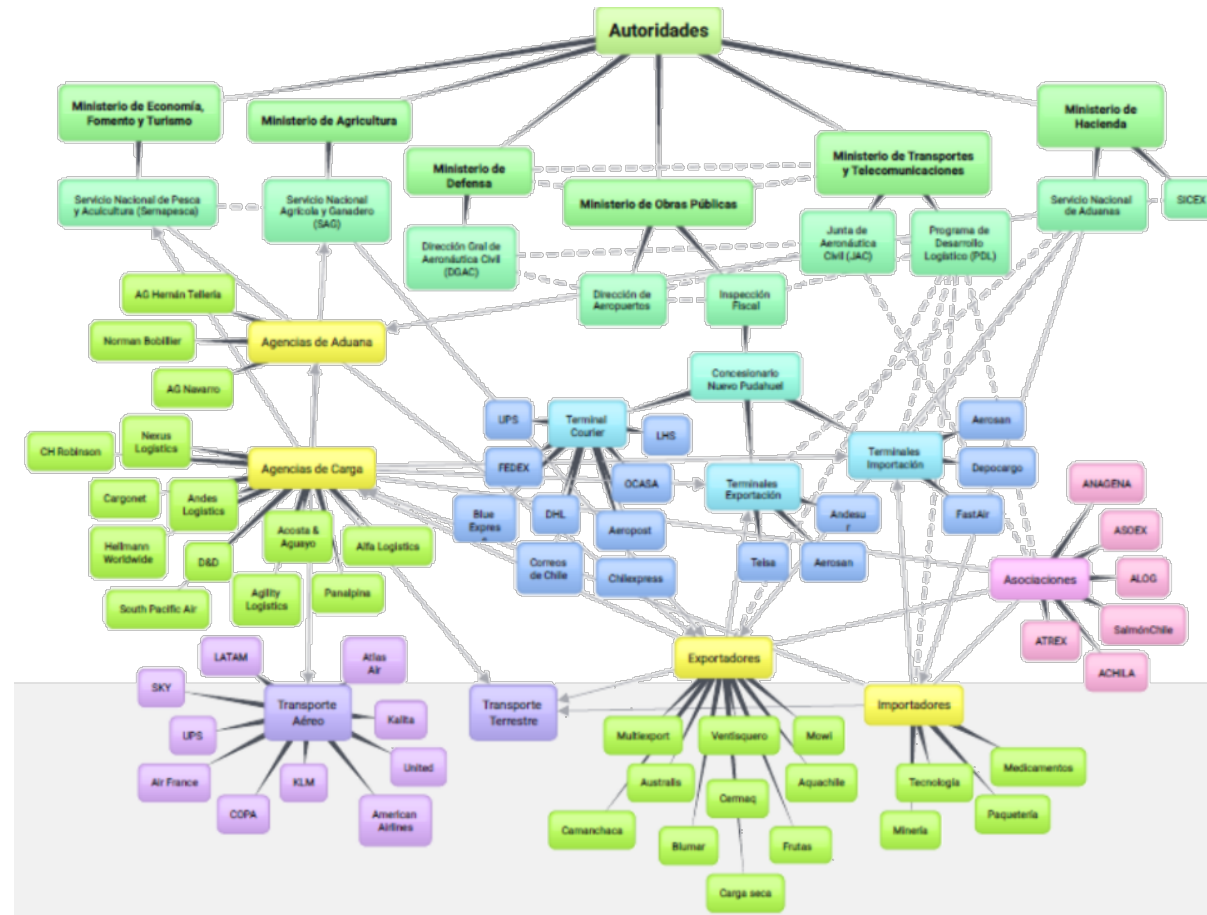 Autoridades
Ministerio de Economía,
Fomento y Turismo
Ministerio de Agricultura
Ministerio de
Hacienda
Ministerio de
Defensa
Ministerio de Transportes
y Telecomunicaciones
Ministerio de Obras Públicas
Servicio Nacional de Pesca
y Acuicultura (Sernapesca)
Servicio Nacional
Agrícola y Ganadero
(SAG)
Servicio Nacional
de Aduanas
SICEX
Dirección Gral de
Aeronáutica Civil
(DGAC)
Junta de
Aeronáutica
Civil (JAC)
Programa de
Desarrollo
Logístico (PDL)
Dirección de
Aeropuertos
Inspección
Fiscal
AG Hernán Tellería
Norman Bobillier
AG Navarro
Agencias de Aduana
Concesionario
Nuevo Pudahuel
UPS
Terminal
Courier
LHS
Aerosan
CH Robinson
Nexus
Logistics
Agencias de Carga
FEDEX
OCASA
Terminales
Importación
Depocargo
Terminales
Exportación
ANAGENA
Cargonet
Andes
Logistics
Blue
Expres
s
DHL
Aeropost
Andesu
r
FastAir
ASOEX
Hellmann
Worldwide
Acosta &
Aguayo
Alfa Logistics
D&D
Correos
de Chile
Chilexpress
Teisa
Aerosan
Asociaciones
ALOG
South Pacific Air
Agility
Logistics
Panalpina
SalmónChile
ATREX
ACHILA
LATAM
Atlas
Air
Exportadores
SKY
Transporte
Aéreo
Kalita
Transporte
Terrestre
Importadores
UPS
Multiexport
Ventisquero
Mowi
Air France
KLM
United
Australis
Cermaq
Aquachile
Tecnología
Medicamentos
COPA
American
Airlines
Camanchaca
Blumar
Frutas
Minería
Paquetería
Carga seca